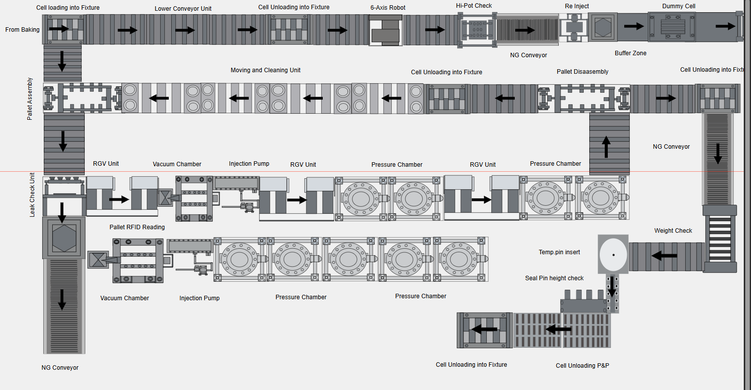 Cell loading into Fixture
Lower Conveyor Unit
Cell Unloading into Fixture
6-Axis Robot
Hi-Pot Check
Re Inject
Dummy Cell
From Baking
NG Conveyor
Buffer Zone
Pallet Assembly
Moving and Cleaning Unit
Cell Unloading into Fixture
Pallet Disaasembly
Cell Unloading into Fixt
NG Conveyor
Leak Check Unit
RGV Unit
Vacuum Chamber
Injection Pump
RGV Unit
Pressure Chamber
RGV Unit
Pressure Chamber
Pallet RFID Reading
Weight Check
Temp pin insert
Seal Pin height check
Vacuum Chamber
Injection Pump
Pressure Chamber
Pressure Chamber
NG Conveyor
Cell Unloading into Fixture
Cell Unloading P&P